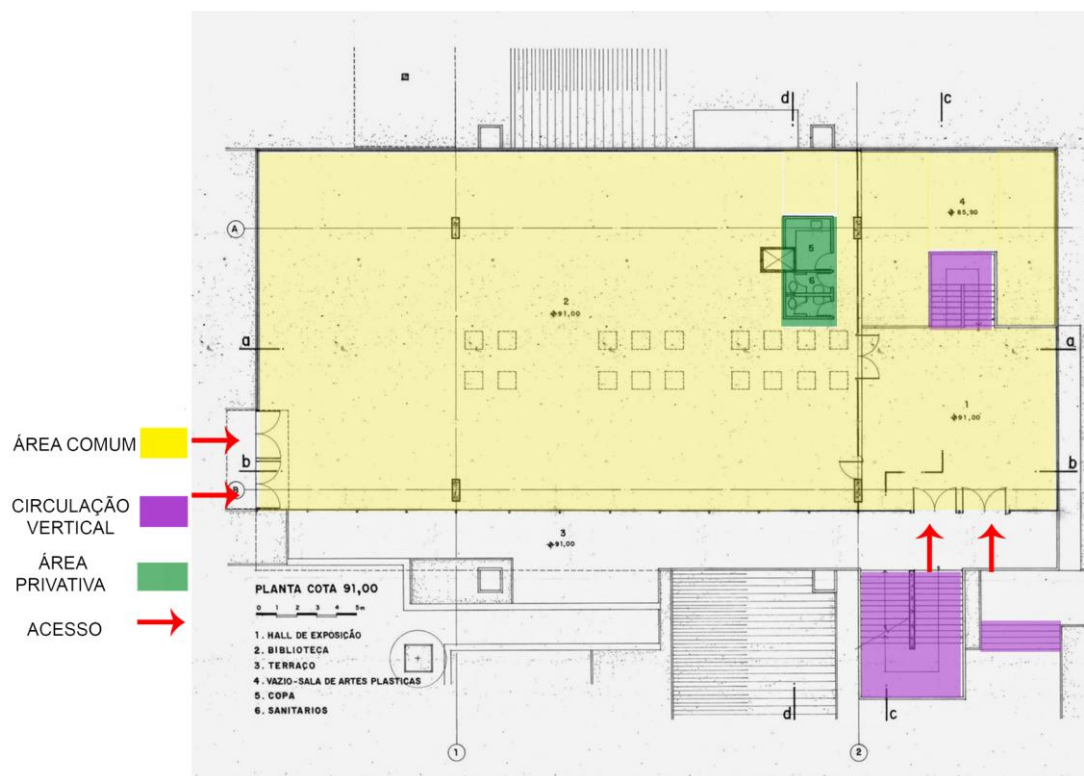 d
c
4
85,90
A
5
6
2
91,00
a
a
1
91,00
ÁREA COMUM
b
b
B
CIRCULAÇÃO
VERTICAL
3
91,00
ÁREA
PRIVATIVA
PLANTA COTA 91,00
0 1 2 3 4 5m
ACESSO
1. HALL DE EXPOSIÇÃO
2. BIBLIOTECA
3. TERRAÇO
4. VAZIO-SALA DE ARTES PLASTICAS
5. COPA
6. SANITARIOS
d
c
1
2